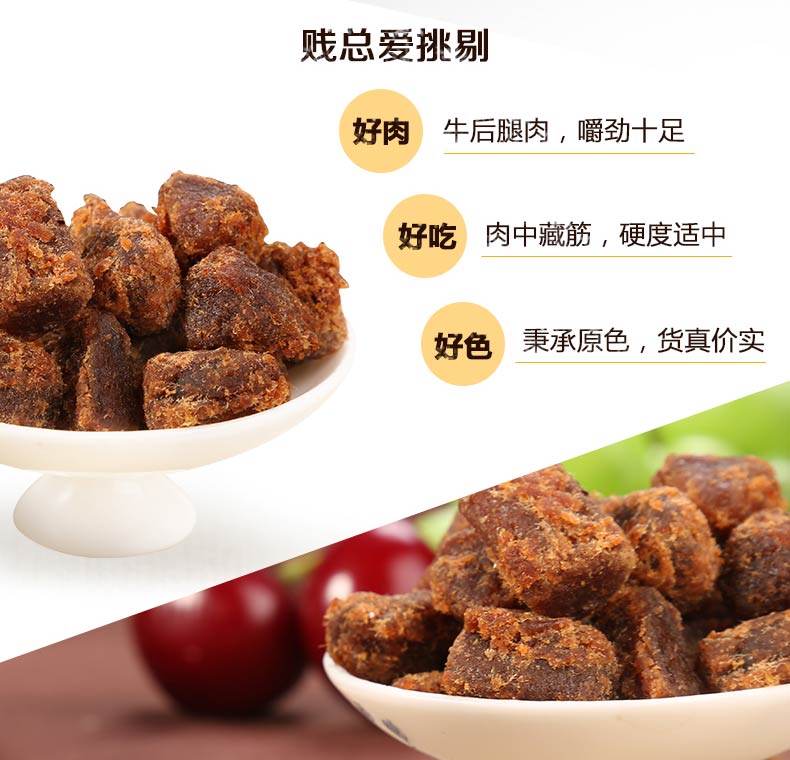 贱总爱挑剔
好肉 牛后腿肉，嚼劲十足
好吃 肉中藏筋，硬度适中
好色 秉承原色，货真价实